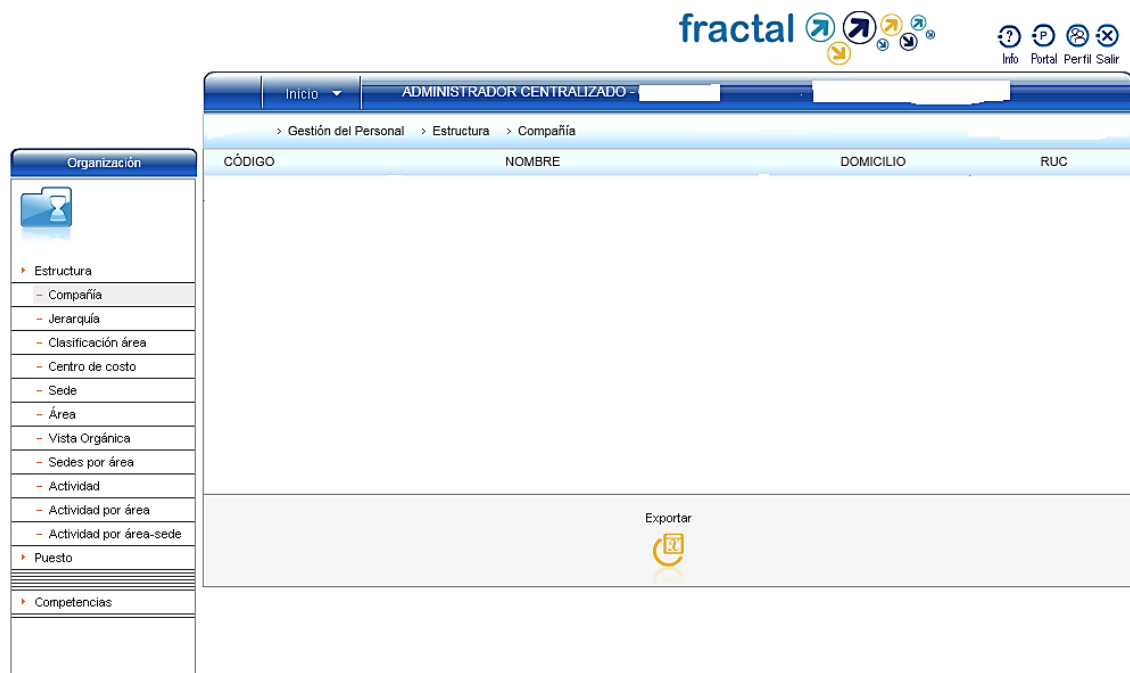 fractal
Info Portal Perfil Salir
Inicio ADMINISTRADOR CENTRALIZADO -
> Gestión del Personal > Estructura > Compañía
Organización
CÓDIGO NOMBRE DOMICILIO RUC
Estructura
– Compañía
– Jerarquía
– Clasificación área
– Centro de costo
– Sede
– Área
– Vista Orgánica
– Sedes por área
– Actividad
– Actividad por área
– Actividad por área-sede
Puesto
Competencias
Exportar